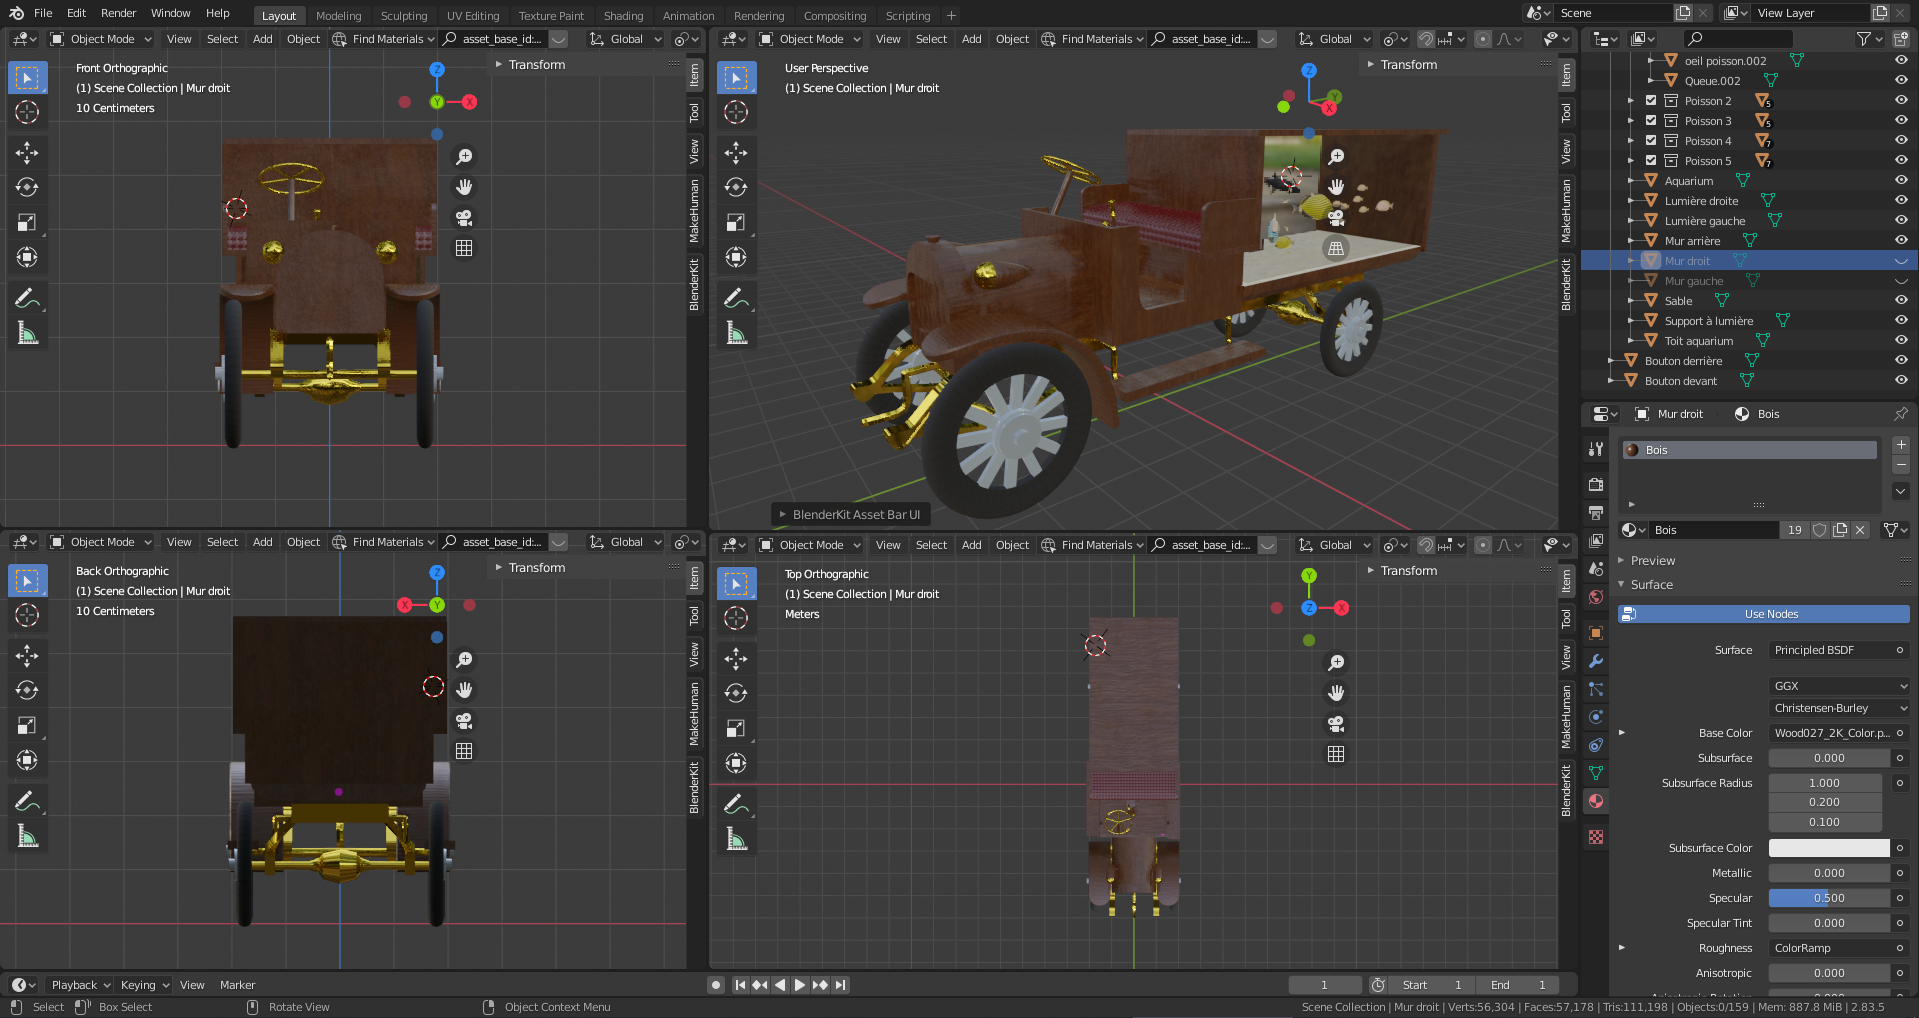 File Edit Render Window Help Layout Modeling Sculpting UV Editing Texture Paint Shading Animation Rendering Compositing Scripting + Scene View Layer
Object Mode View Select Add Object Find Materials asset_base_id:... Global
Front Orthographic
(1) Scene Collection | Mur droit
10 Centimeters
Transform
X
Y
Z
Item
Tool
View
MakeHuman
BlenderKit
Object Mode View Select Add Object Find Materials asset_base_id:... Global
User Perspective
(1) Scene Collection | Mur droit
Transform
X
Y
Z
Item
Tool
View
MakeHuman
BlenderKit
BlenderKit Asset Bar UI
Object Mode View Select Add Object Find Materials asset_base_id:... Global
Back Orthographic
(1) Scene Collection | Mur droit
10 Centimeters
Transform
X
Y
Z
Item
Tool
View
MakeHuman
BlenderKit
Object Mode View Select Add Object Find Materials asset_base_id:... Global
Top Orthographic
(1) Scene Collection | Mur droit
Meters
Transform
X
Y
Z
Item
Tool
View
MakeHuman
BlenderKit
oeil poisson.002
Queue.002
Poisson 2 5
Poisson 3 5
Poisson 4 7
Poisson 5 7
Aquarium
Lumière droite
Lumière gauche
Mur arrière
Mur droit
Mur gauche
Sable
Support à lumière
Toit aquarium
Bouton derrière
Bouton devant
Mur droit Bois
Bois
Bois 19
Preview
Surface
Use Nodes
Surface Principled BSDF
GGX
Christensen-Burley
Base Color Wood027_2K_Color.p...
Subsurface 0.000
Subsurface Radius 1.000
0.200
0.100
Subsurface Color
Metallic 0.000
Specular 0.500
Specular Tint 0.000
Roughness ColorRamp
Anisotropic 0.000
Playback Keying View Marker 1 Start 1 End 1
Select Box Select Rotate View Object Context Menu Scene Collection | Mur droit | Verts:56,304 | Faces:57,178 | Tris:111,198 | Objects:0/159 | Mem: 887.8 MiB | 2.83.5